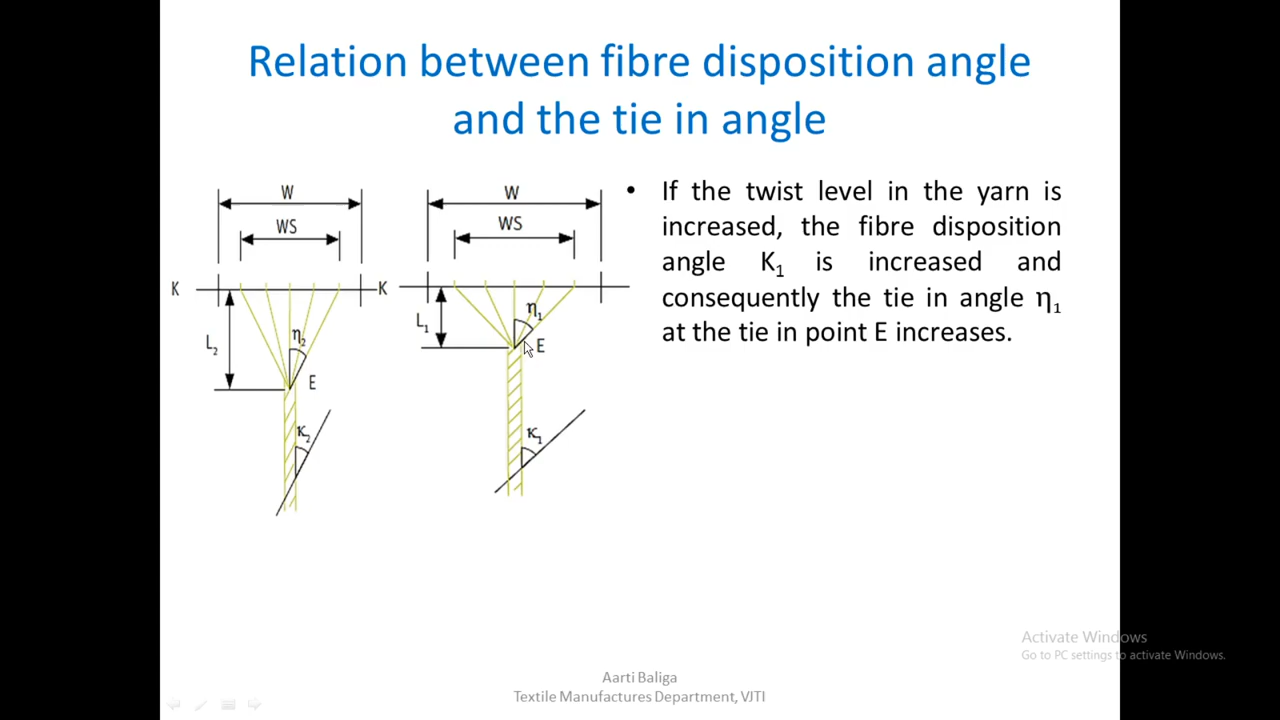 Relation between fibre disposition angle
and the tie in angle
W
WS
K
K
L₂
η₂
E
κ₂
W
WS
L₁
η₁
E
κ₁
• If the twist level in the yarn is
increased, the fibre disposition
angle K₁ is increased and
consequently the tie in angle η₁
at the tie in point E increases.
Activate Windows
Go to PC settings to activate Windows.
Aarti Baliga
Textile Manufactures Department, VJTI